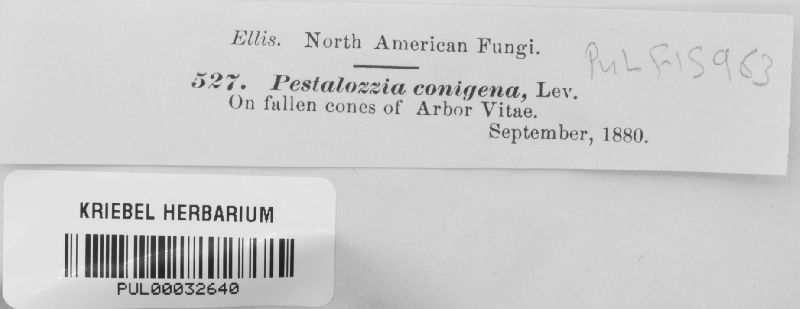 Ellis. North American Fungi.
PUL F15963
527. Pestalozzia conigena, Lev.
On fallen cones of Arbor Vitae.
September, 1880.
KRIEBEL HERBARIUM
PUL00032640